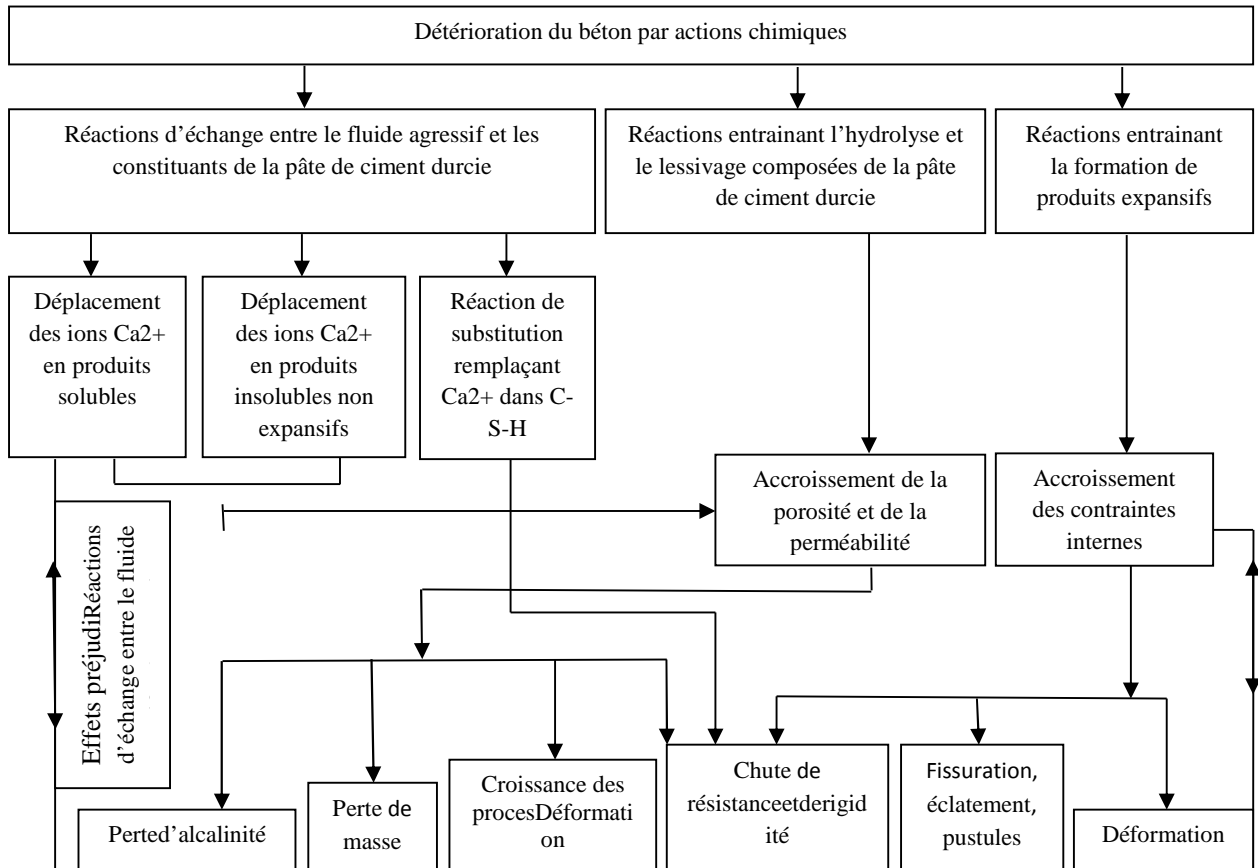 Détérioration du béton par actions chimiques
Réactions d'échange entre le fluide agressif et les
constituants de la pâte de ciment durcie
Réactions entrainant l'hydrolyse et
le lessivage composées de la pâte
de ciment durcie
Réactions entrainant
la formation de
produits expansifs
Déplacement
des ions Ca2+
en produits
solubles
Déplacement
des ions Ca2+
en produits
insolubles non
expansifs
Réaction de
substitution
remplaçant
Ca2+ dans C-
S-H
Accroissement de la
porosité et de la
perméabilité
Accroissement
des contraintes
internes
Effets préjudiRéactions
d'échange entre le fluide
Perted'alcalinité
Perte de
masse
Croissance des
procesDéformati
on
Chute de
résistanceetderigid
ité
Fissuration,
éclatement,
pustules
Déformation